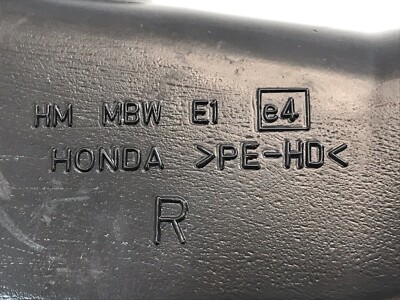 HM MBW E1 e4
HONDA >PE-HD<
R